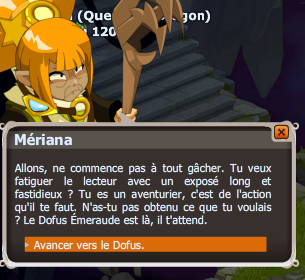 (Que
gon)
120
Mériana
Allons, ne commence pas à tout gâcher. Tu veux
fatiguer le lecteur avec un exposé long et
fastidieux ? Tu es un aventurier, c'est de l'action
qu'il te faut. N'as-tu pas obtenu ce que tu voulais
? Le Dofus Émeraude est là, il t'attend.
Avancer vers le Dofus.